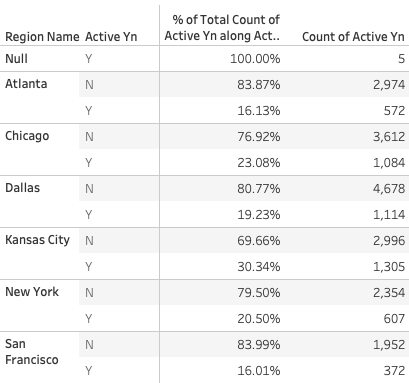 % of Total Count of
Region Name Active Yn Active Yn along Act.. Count of Active Yn
Null Y 100.00% 5
Atlanta N 83.87% 2,974
Y 16.13% 572
Chicago N 76.92% 3,612
Y 23.08% 1,084
Dallas N 80.77% 4,678
Y 19.23% 1,114
Kansas City N 69.66% 2,996
Y 30.34% 1,305
New York N 79.50% 2,354
Y 20.50% 607
San N 83.99% 1,952
Francisco
Y 16.01% 372